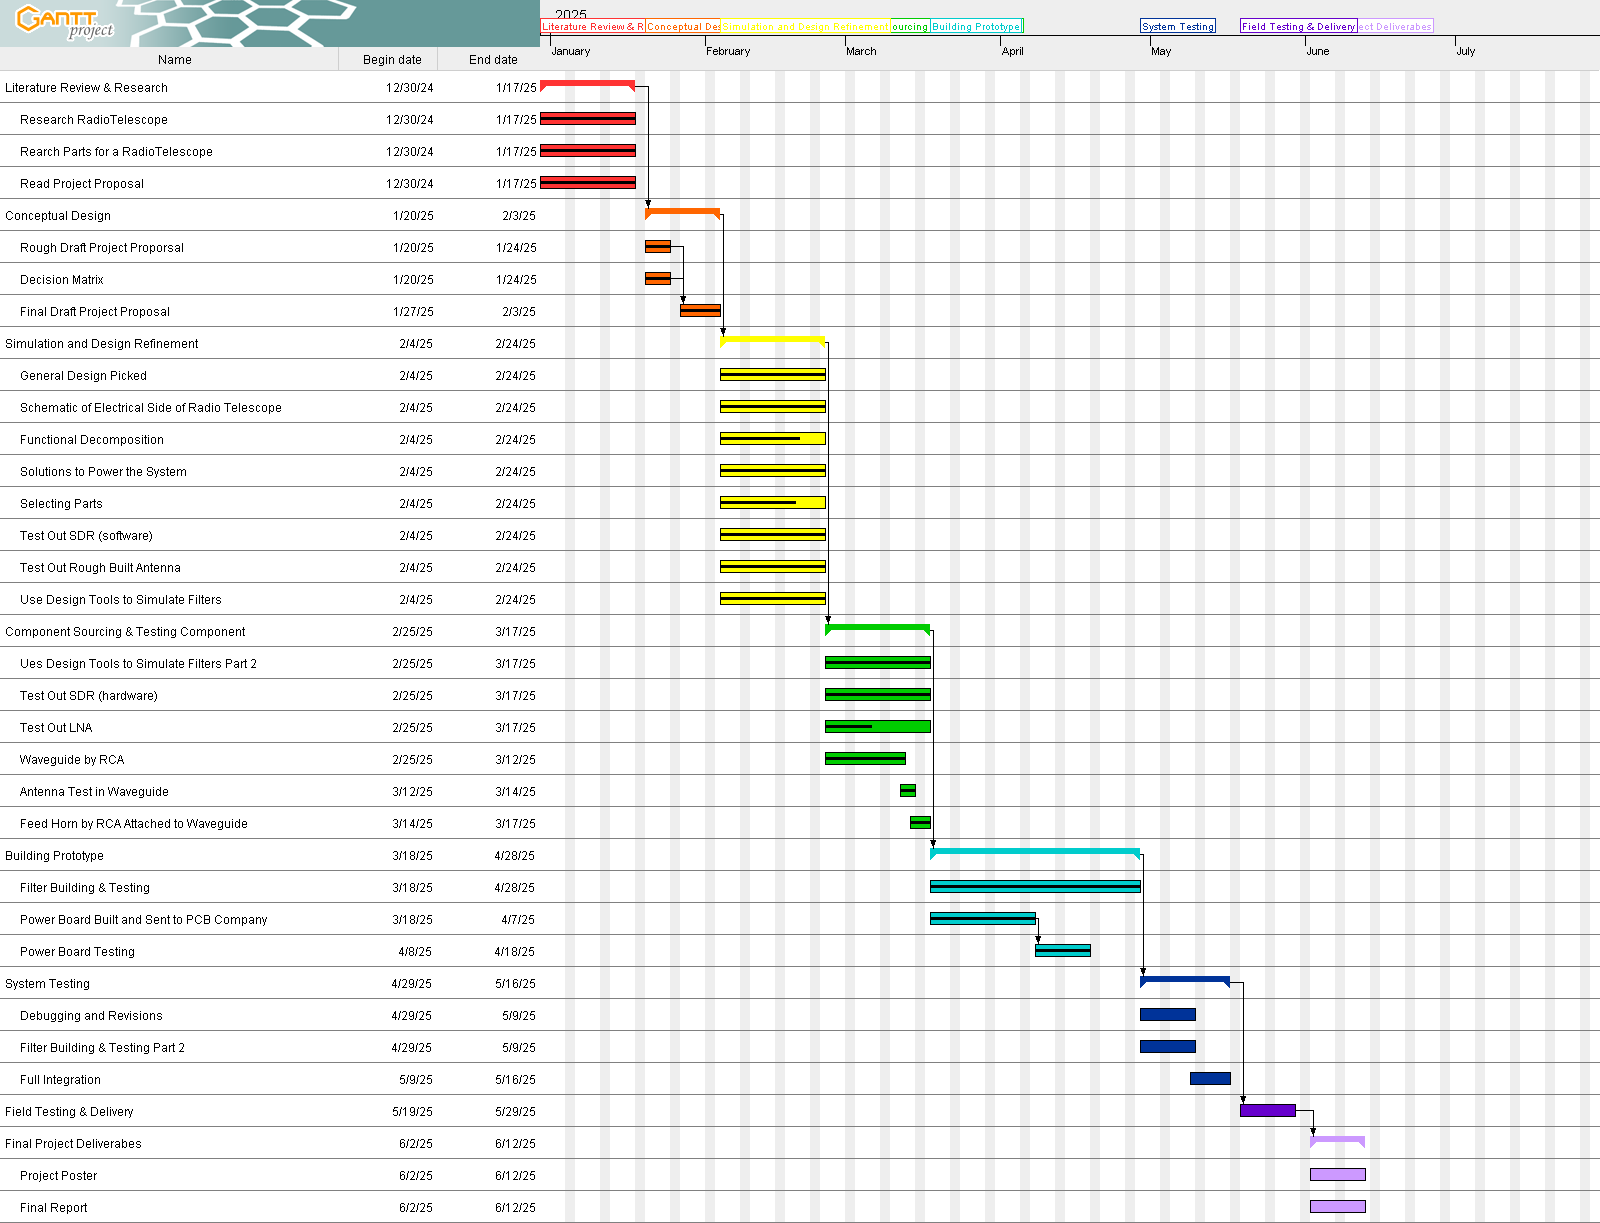 GANTT project
2025
Literature Review & R Conceptual De Simulation and Design Refinement ourcing Building Prototype System Testing Field Testing & Delivery ect Deliverabes
January February March April May June July
Name Begin date End date
Literature Review & Research 12/30/24 1/17/25
Research RadioTelescope 12/30/24 1/17/25
Rearch Parts for a RadioTelescope 12/30/24 1/17/25
Read Project Proposal 12/30/24 1/17/25
Conceptual Design 1/20/25 2/3/25
Rough Draft Project Proporsal 1/20/25 1/24/25
Decision Matrix 1/20/25 1/24/25
Final Draft Project Proposal 1/27/25 2/3/25
Simulation and Design Refinement 2/4/25 2/24/25
General Design Picked 2/4/25 2/24/25
Schematic of Electrical Side of Radio Telescope 2/4/25 2/24/25
Functional Decomposition 2/4/25 2/24/25
Solutions to Power the System 2/4/25 2/24/25
Selecting Parts 2/4/25 2/24/25
Test Out SDR (software) 2/4/25 2/24/25
Test Out Rough Built Antenna 2/4/25 2/24/25
Use Design Tools to Simulate Filters 2/4/25 2/24/25
Component Sourcing & Testing Component 2/25/25 3/17/25
Ues Design Tools to Simulate Filters Part 2 2/25/25 3/17/25
Test Out SDR (hardware) 2/25/25 3/17/25
Test Out LNA 2/25/25 3/17/25
Waveguide by RCA 2/25/25 3/12/25
Antenna Test in Waveguide 3/12/25 3/14/25
Feed Horn by RCA Attached to Waveguide 3/14/25 3/17/25
Building Prototype 3/18/25 4/28/25
Filter Building & Testing 3/18/25 4/28/25
Power Board Built and Sent to PCB Company 3/18/25 4/7/25
Power Board Testing 4/8/25 4/18/25
System Testing 4/29/25 5/16/25
Debugging and Revisions 4/29/25 5/9/25
Filter Building & Testing Part 2 4/29/25 5/9/25
Full Integration 5/9/25 5/16/25
Field Testing & Delivery 5/19/25 5/29/25
Final Project Deliverabes 6/2/25 6/12/25
Project Poster 6/2/25 6/12/25
Final Report 6/2/25 6/12/25